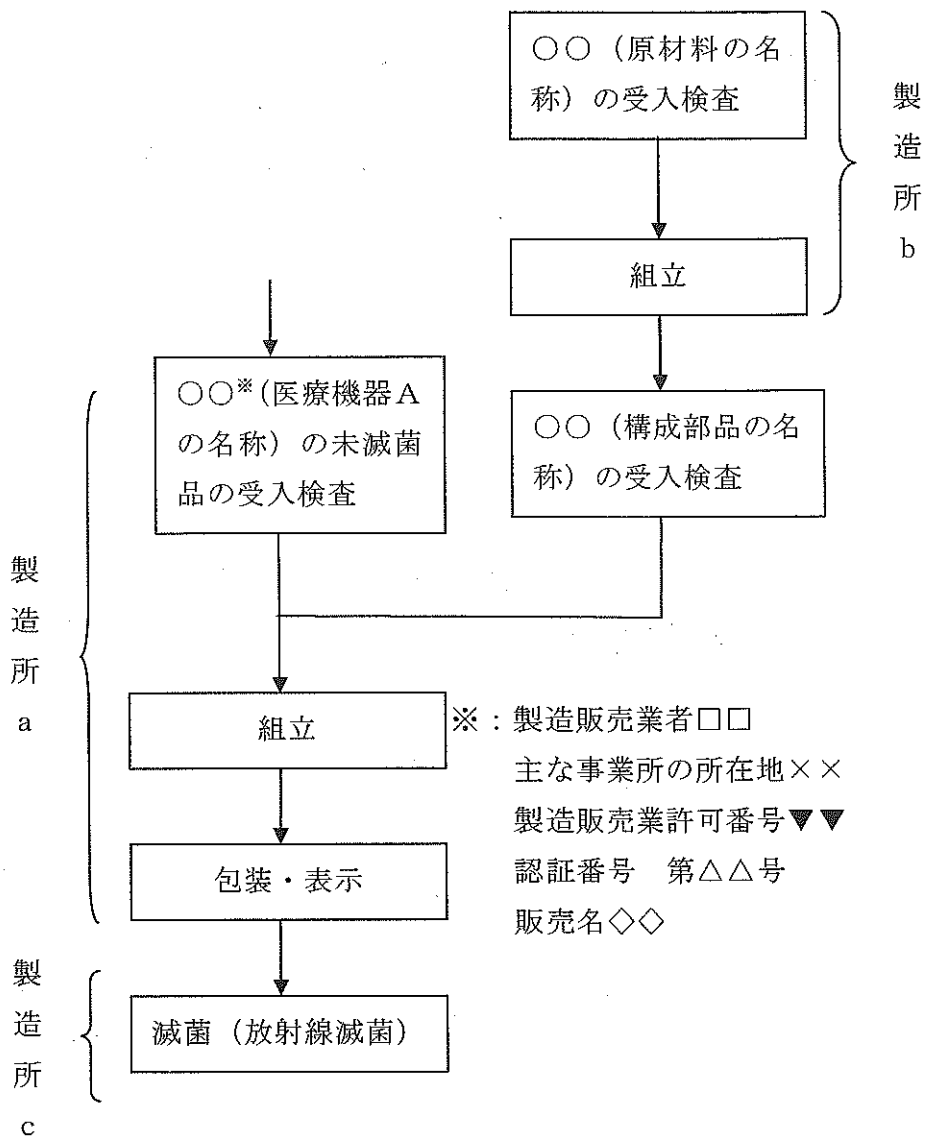 ○○（原材料の名
称）の受入検査
製造所b
組立
○○※(医療機器A
の名称）の未滅菌
品の受入検査
○○（構成部品の名
称）の受入検査
製造所a
組立
※：製造販売業者□□
主な事業所の所在地××
製造販売業許可番号▼▼
認証番号　第△△号
販売名◇◇
包装・表示
製造所c
滅菌（放射線滅菌）